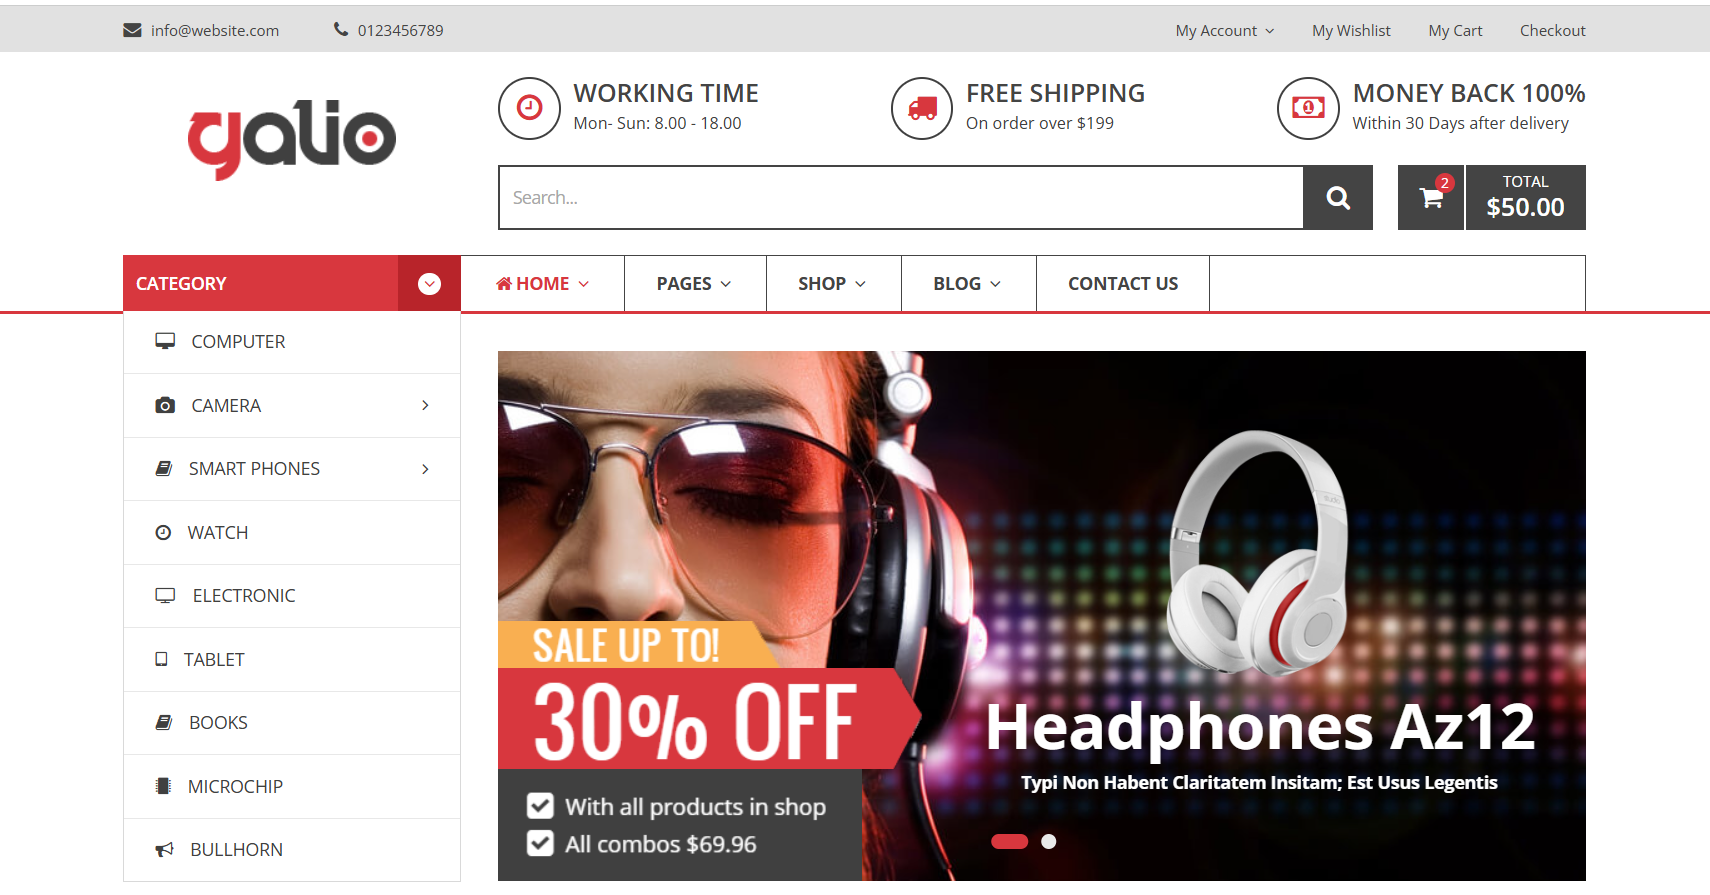 info@website.com
0123456789
My Account
My Wishlist
My Cart
Checkout
yalio
WORKING TIME
Mon- Sun: 8.00 - 18.00
FREE SHIPPING
On order over $199
MONEY BACK 100%
Within 30 Days after delivery
Search...
2
TOTAL
$50.00
CATEGORY
HOME
PAGES
SHOP
BLOG
CONTACT US
COMPUTER
CAMERA
SMART PHONES
WATCH
ELECTRONIC
TABLET
BOOKS
MICROCHIP
BULLHORN
SALE UP TO!
30% OFF
With all products in shop
All combos $69.96
Headphones Az12
Typi Non Habent Claritatem Insitam; Est Usus Legentis